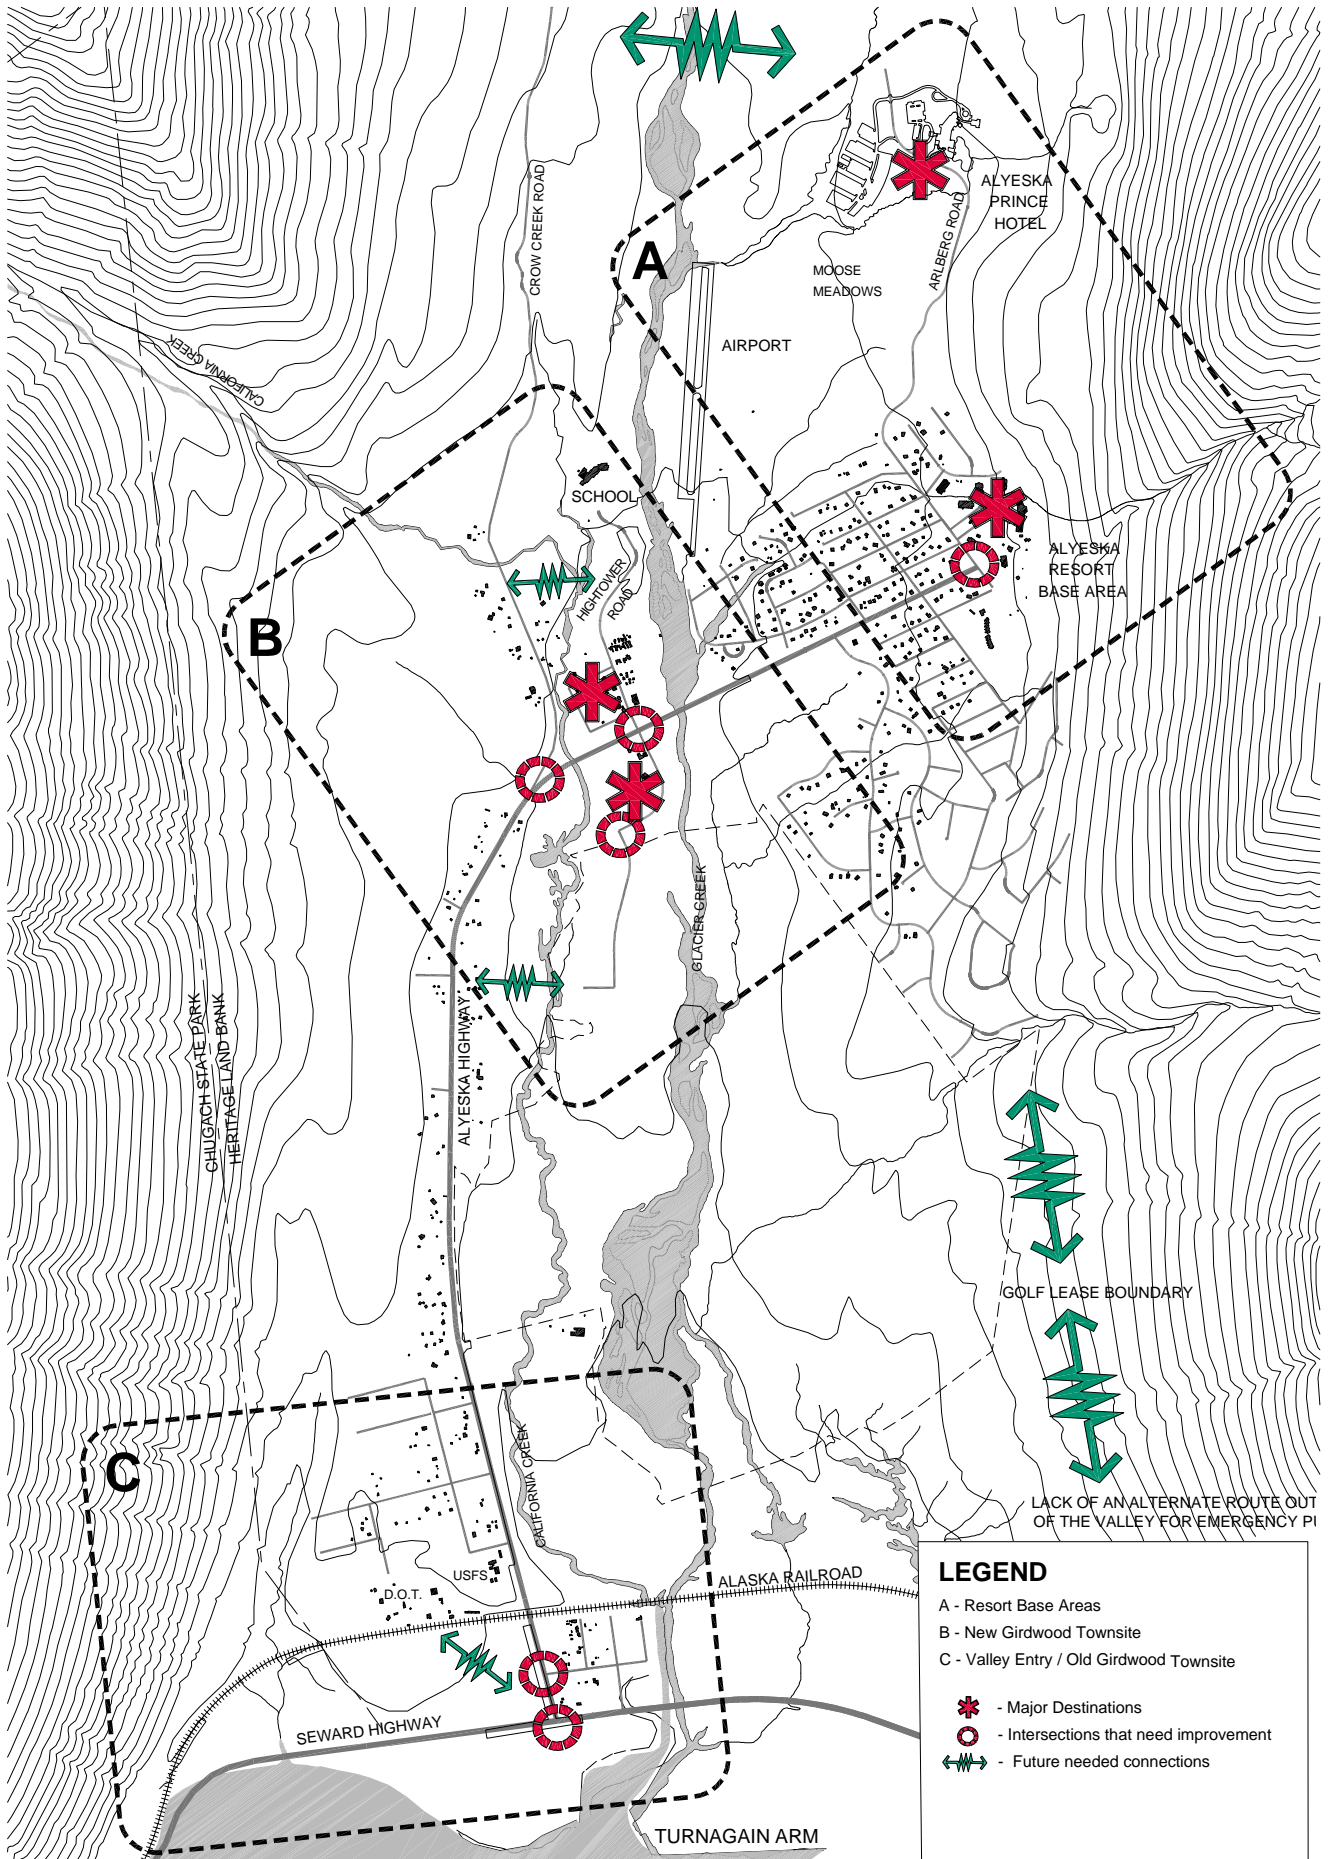 CROW CREEK ROAD
ALYESKA
PRINCE
HOTEL
ARLBERG ROAD
A
MOOSE
MEADOWS
AIRPORT
CALIFORNIA CREEK
SCHOOL
ALYESKA
RESORT
BASE AREA
HIGHTOWER
ROAD
B
GLACIER CREEK
CHUGACH STATE PARK
HERITAGE LAND BANK
ALYESKA HIGHWAY
GOLF LEASE BOUNDARY
C
CALIFORNIA CREEK
LACK OF AN ALTERNATE ROUTE OUT
OF THE VALLEY FOR EMERGENCY
USFS
D.O.T.
ALASKA RAILROAD
SEWARD HIGHWAY
TURNAGAIN ARM
LEGEND
A - Resort Base Areas
B - New Girdwood Townsite
C - Valley Entry / Old Girdwood Townsite
- Major Destinations
- Intersections that need improvement
- Future needed connections